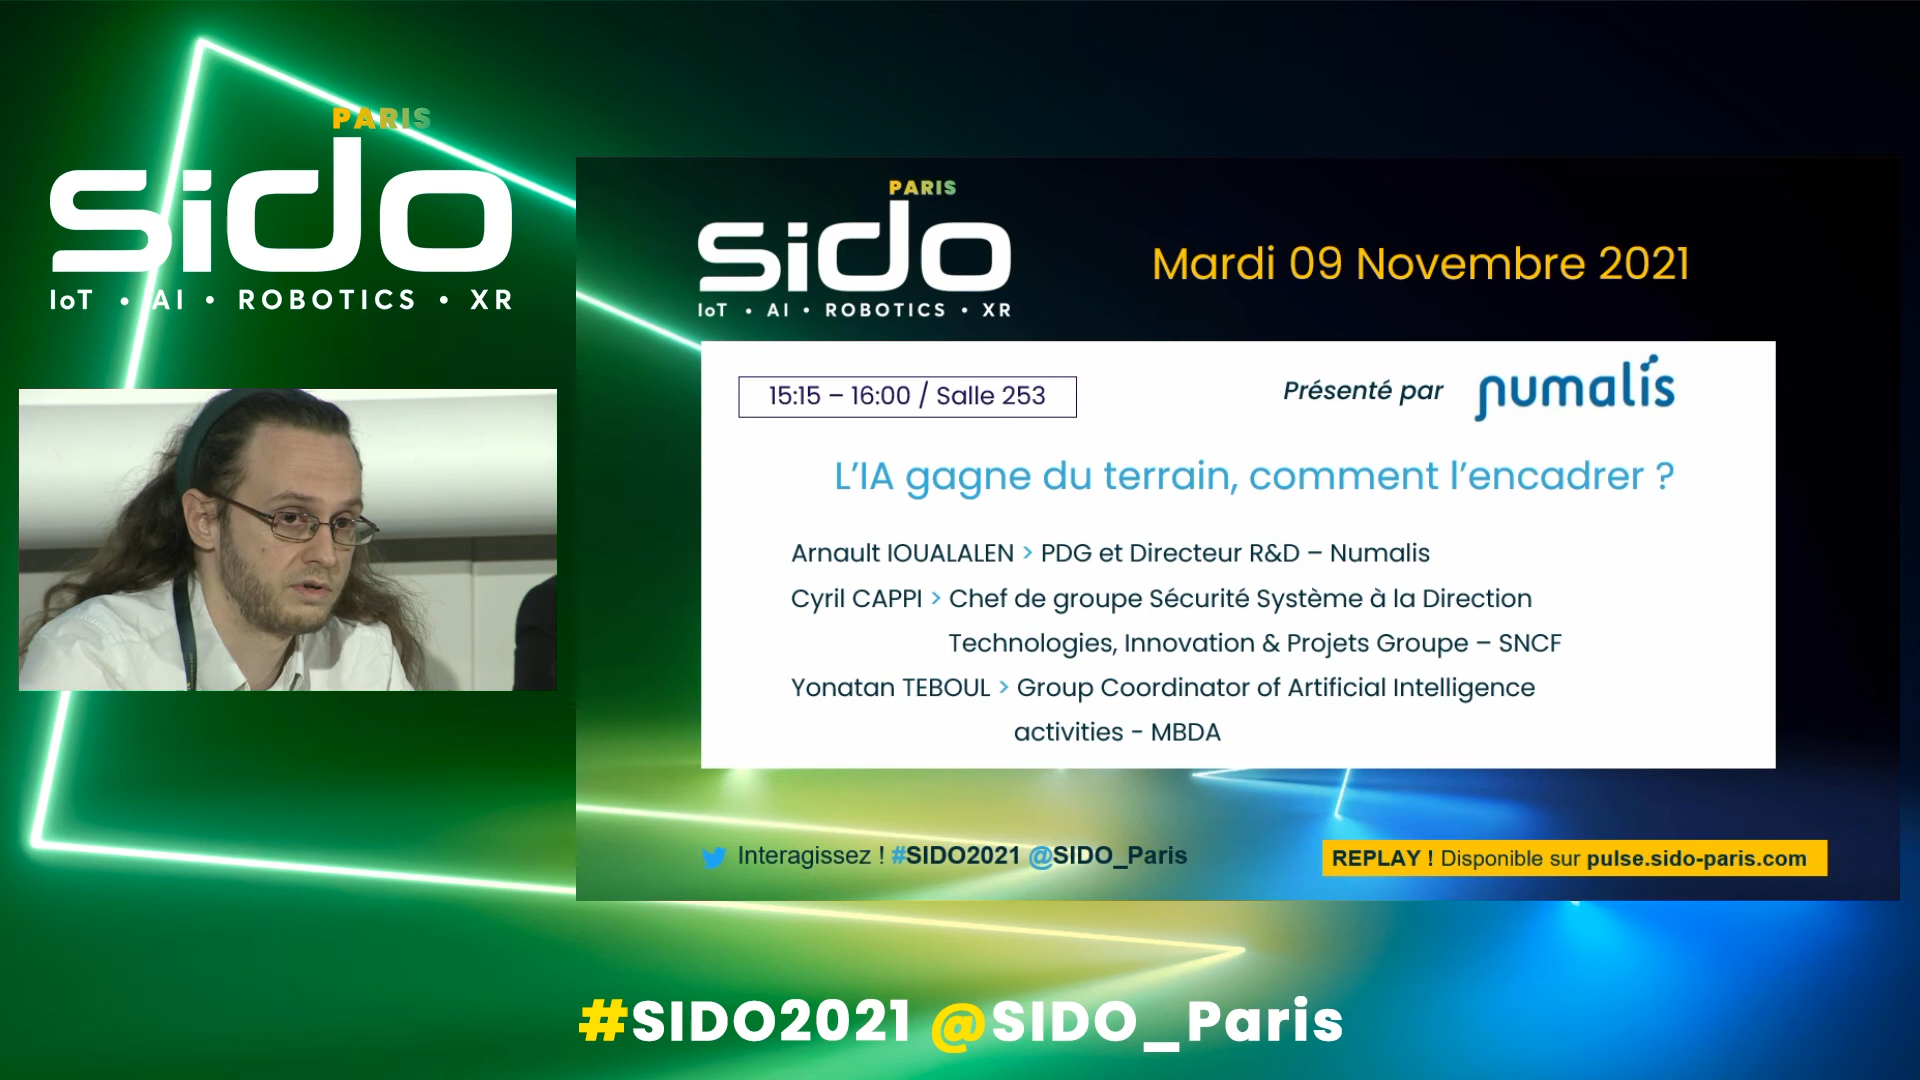 PARIS
sido
IoT • AI • ROBOTICS • XR
PARIS
sido
IoT • AI • ROBOTICS • XR
Mardi 09 Novembre 2021
15:15 – 16:00 / Salle 253
Présenté par numalis
L'IA gagne du terrain, comment l'encadrer ?
Arnault IOUALALEN > PDG et Directeur R&D – Numalis
Cyril CAPPI > Chef de groupe Sécurité Système à la Direction
Technologies, Innovation & Projets Groupe – SNCF
Yonatan TEBOUL > Group Coordinator of Artificial Intelligence
activities - MBDA
Interagissez ! #SIDO2021 @SIDO_Paris
REPLAY ! Disponible sur pulse.sido-paris.com
#SIDO2021 @SIDO_Paris